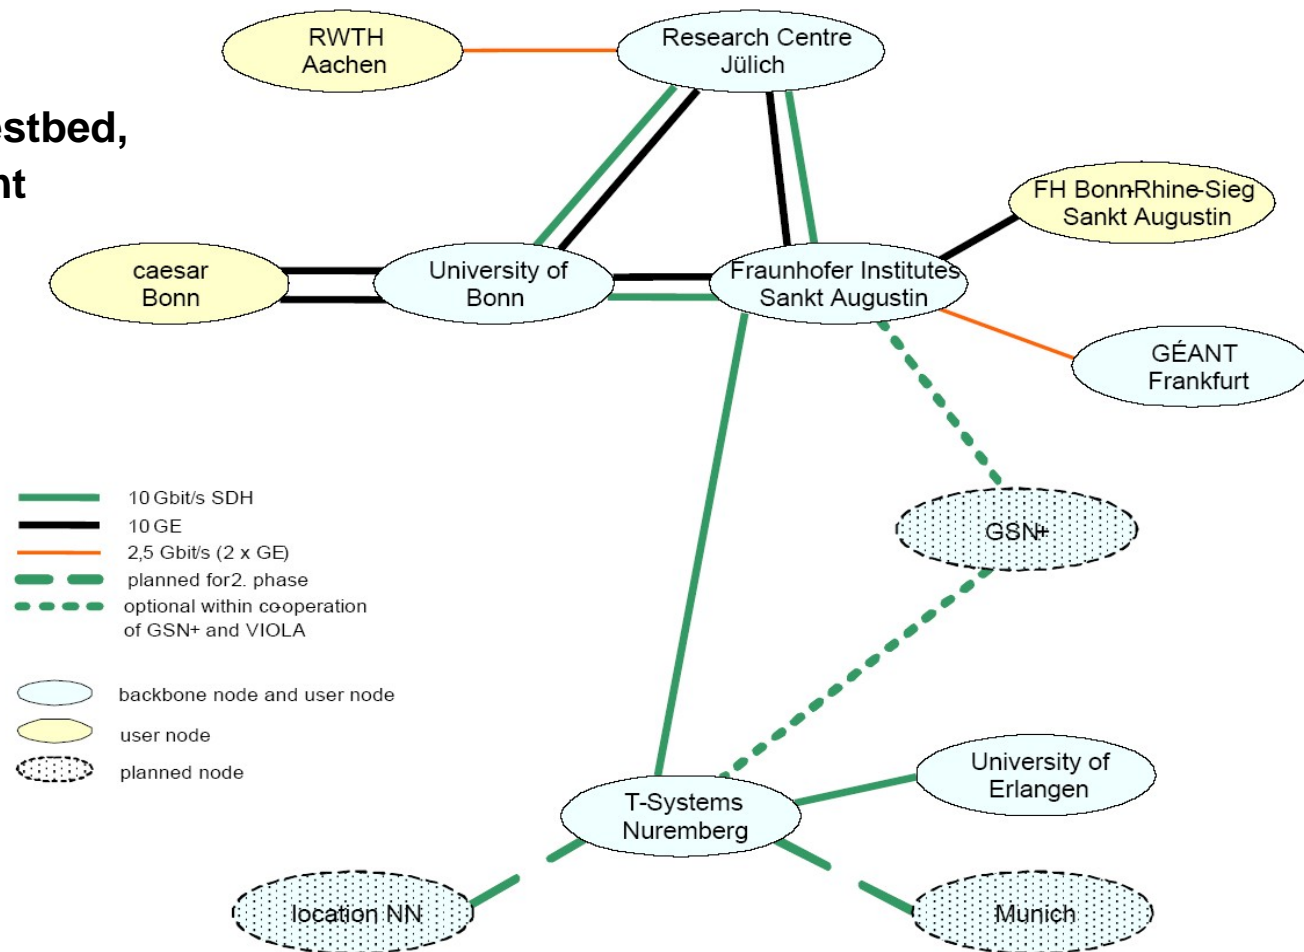 RWTH
Aachen
Research Centre
Jülich
estbed,
nt
FH Bonn-Rhine-Sieg
Sankt Augustin
caesar
Bonn
University of
Bonn
Fraunhofer Institutes
Sankt Augustin
GÉANT
Frankfurt
10 Gbit/s SDH
10 GE
2,5 Gbit/s (2 x GE)
planned for 2. phase
optional within co-operation
of GSN+ and VIOLA
GSN+
backbone node and user node
user node
planned node
University of
Erlangen
T-Systems
Nuremberg
location NN
Munich